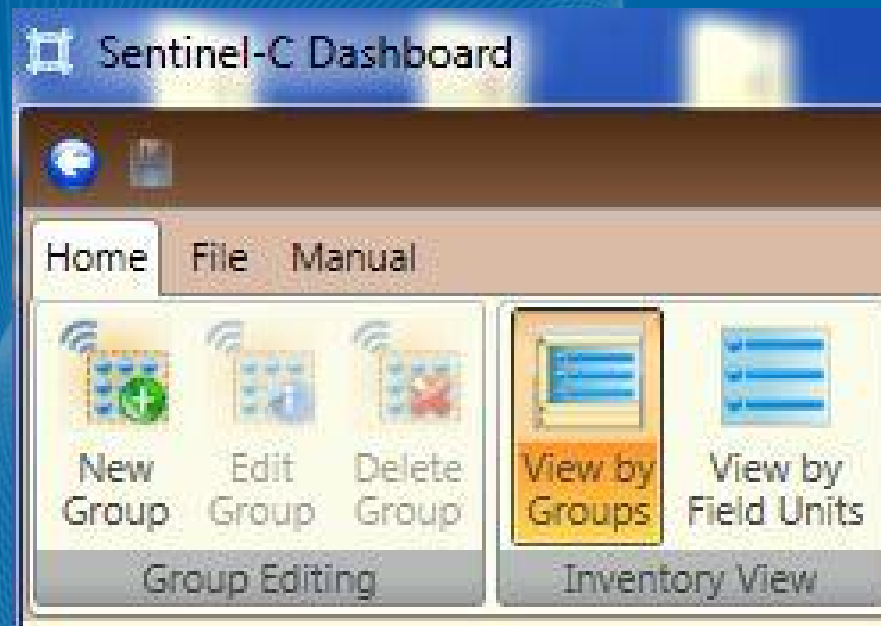 Sentinel-C Dashboard
Home File Manual
New Edit Delete View by View by
Group Group Group Groups Field Units
Group Editing Inventory View